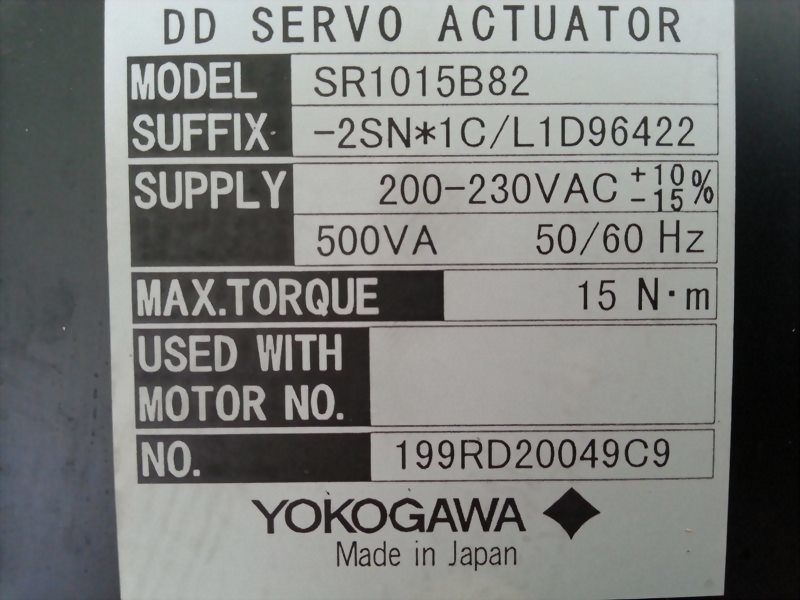 DD SERVO ACTUATOR
MODEL SR1015B82
SUFFIX -2SN*1C/L1D96422
SUPPLY 200-230VAC +10 -15 %
500VA 50/60 Hz
MAX.TORQUE 15 N·m
USED WITH
MOTOR NO.
NO. 199RD20049C9
YOKOGAWA
Made in Japan